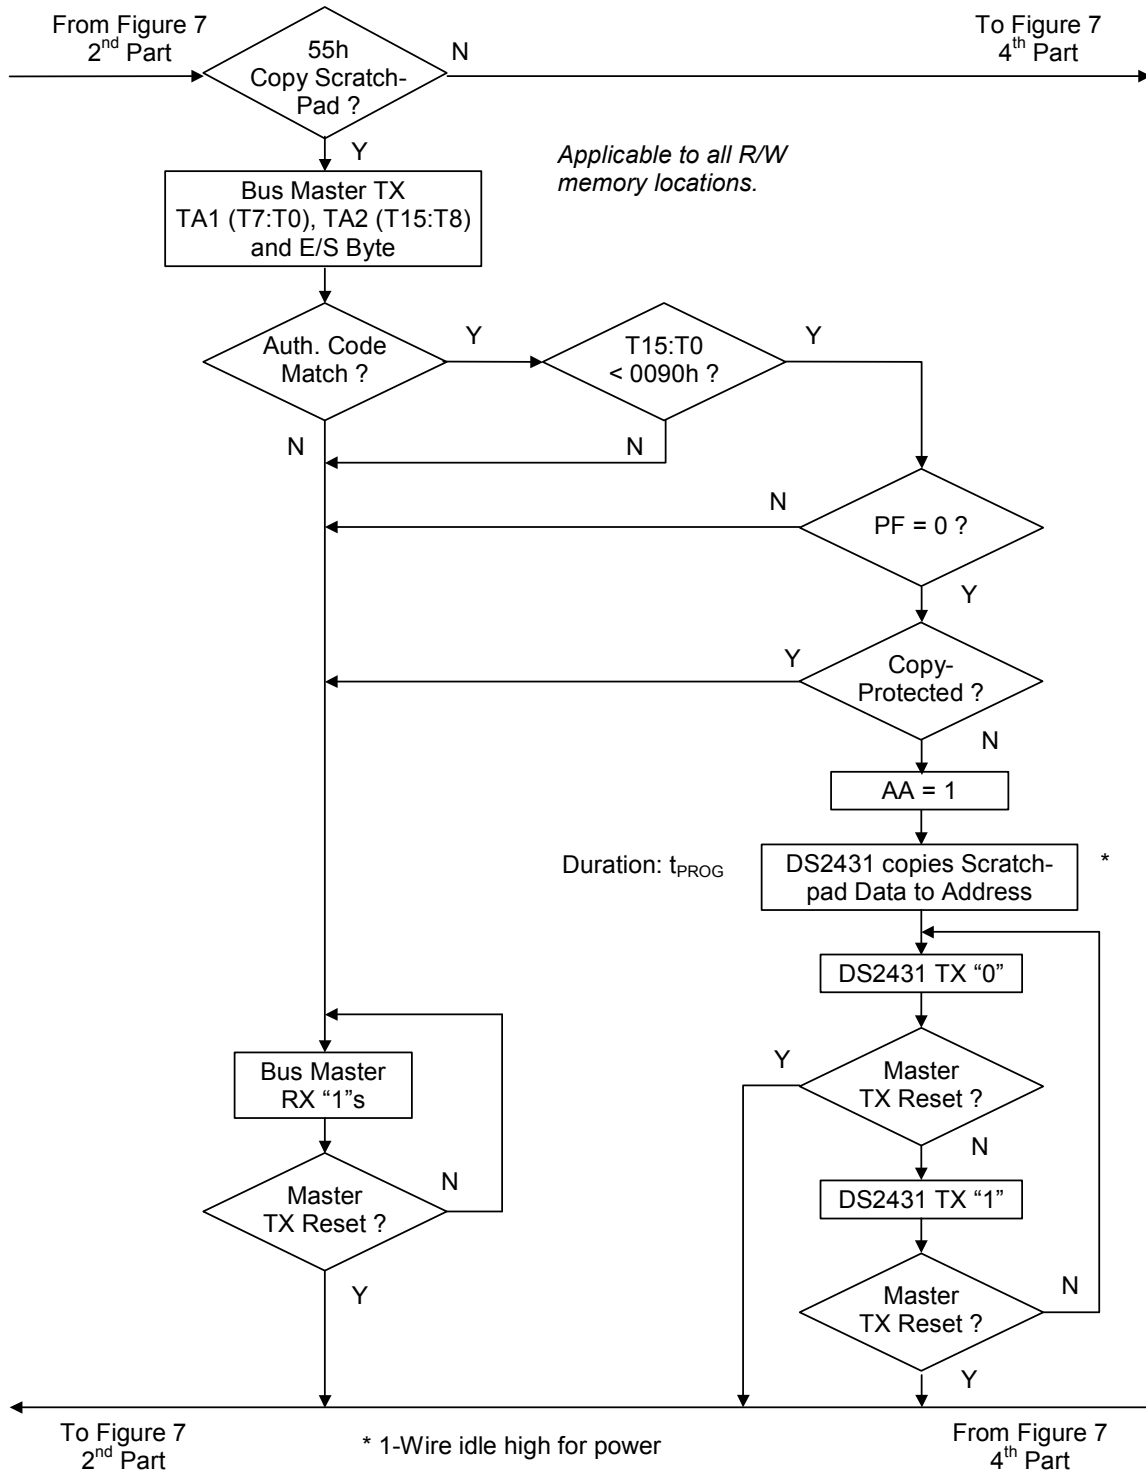 From Figure 7
2nd Part
55h
Copy Scratch-
Pad ?
N
To Figure 7
4th Part
Y
Applicable to all R/W
memory locations.
Bus Master TX
TA1 (T7:T0), TA2 (T15:T8)
and E/S Byte
Auth. Code
Match ?
Y
T15:T0
< 0090h ?
Y
N
N
N
PF = 0 ?
Y
Y
Copy-
Protected ?
N
AA = 1
Duration: tPROG
DS2431 copies Scratch-
pad Data to Address
*
DS2431 TX “0”
Y
Master
TX Reset ?
Bus Master
RX “1”s
N
DS2431 TX “1”
Master
TX Reset ?
N
Y
Master
TX Reset ?
N
Y
To Figure 7
2nd Part
* 1-Wire idle high for power
From Figure 7
4th Part